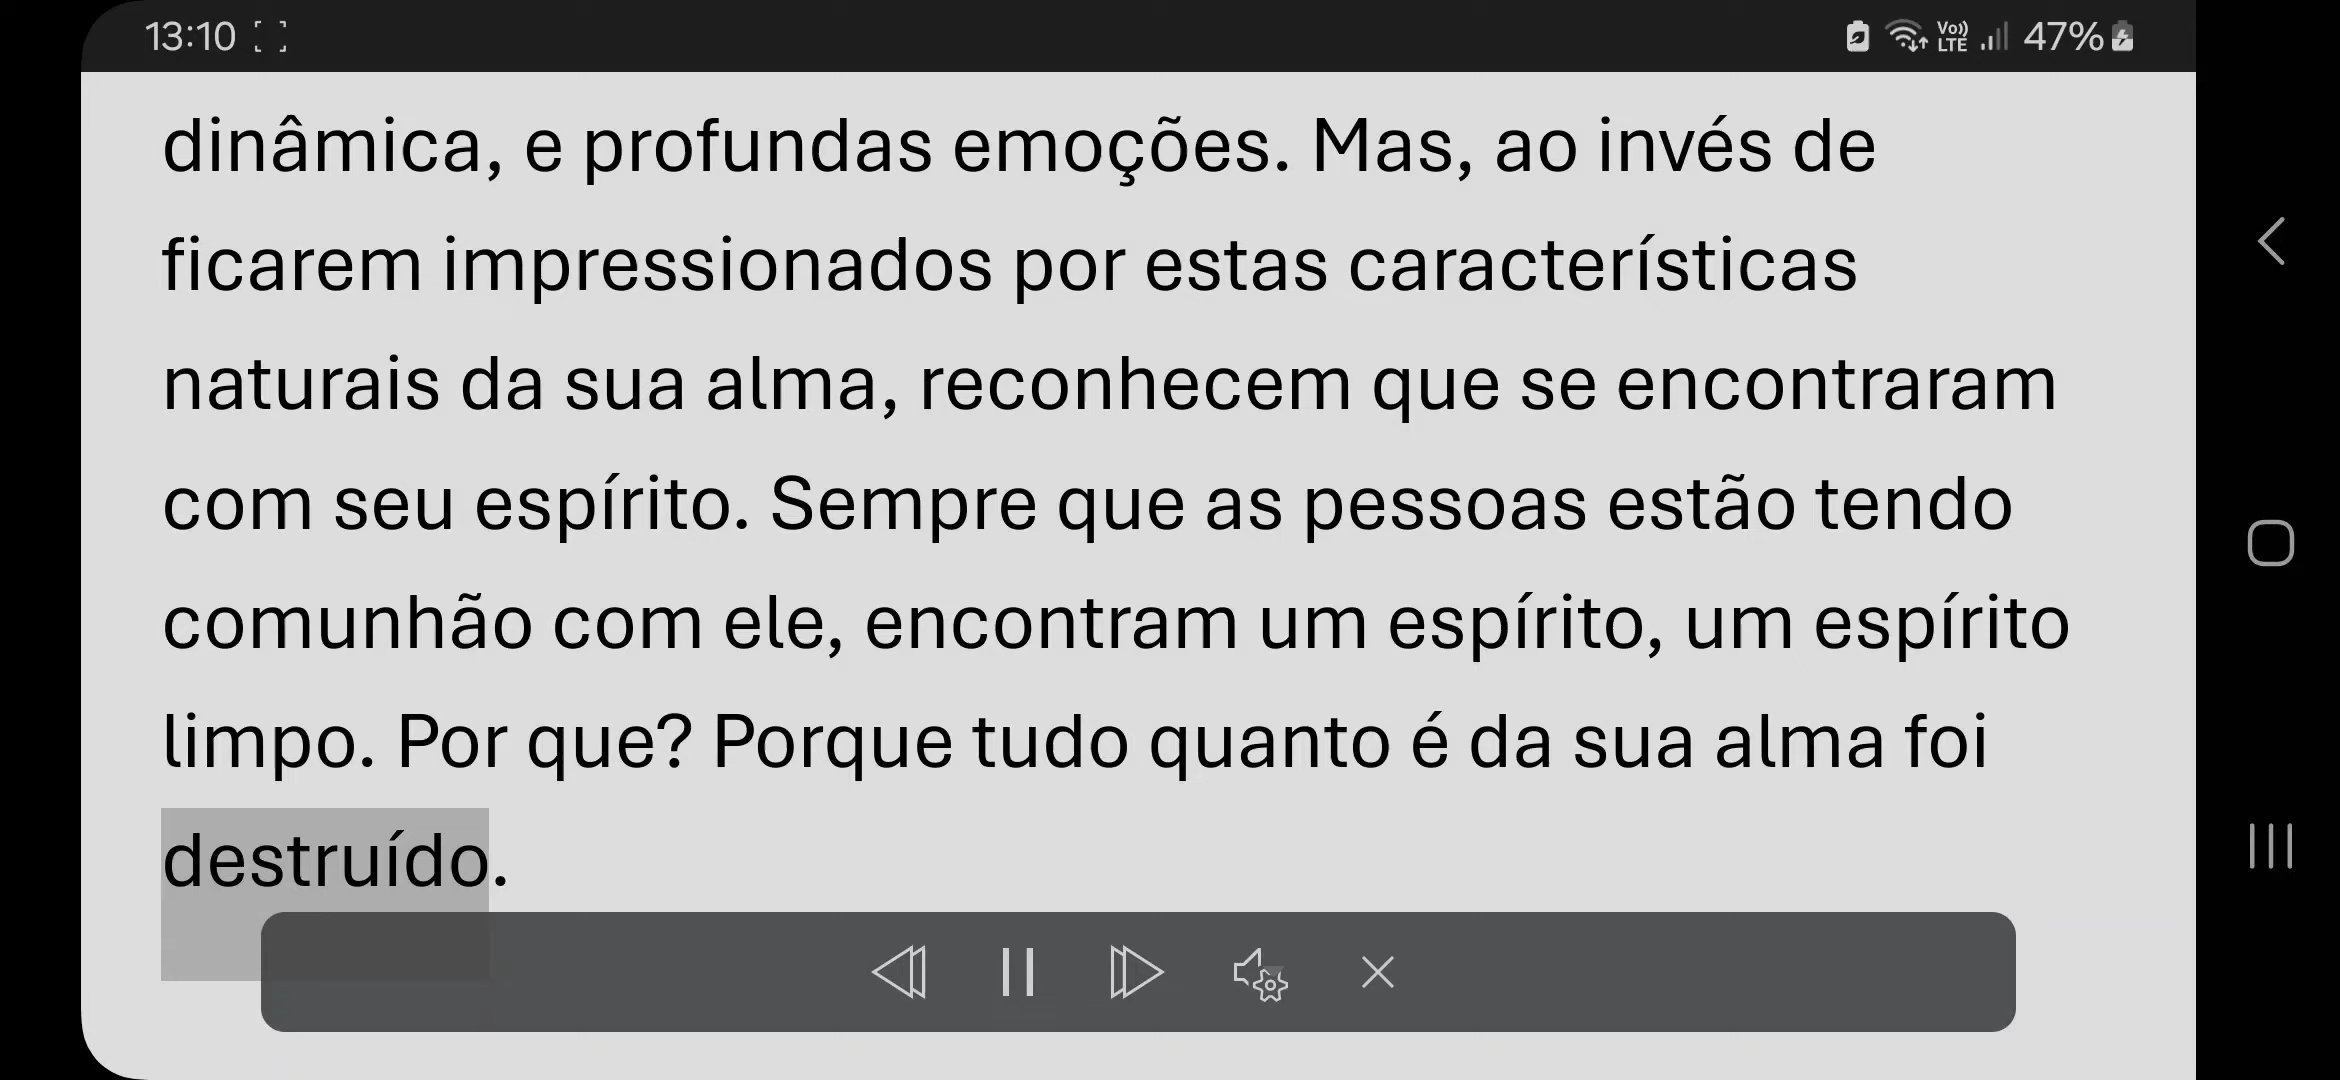 13:10 Vo)) LTE 47%
dinâmica, e profundas emoções. Mas, ao invés de
ficarem impressionados por estas características
naturais da sua alma, reconhecem que se encontraram
com seu espírito. Sempre que as pessoas estão tendo
comunhão com ele, encontram um espírito, um espírito
limpo. Por que? Porque tudo quanto é da sua alma foi
destruído.